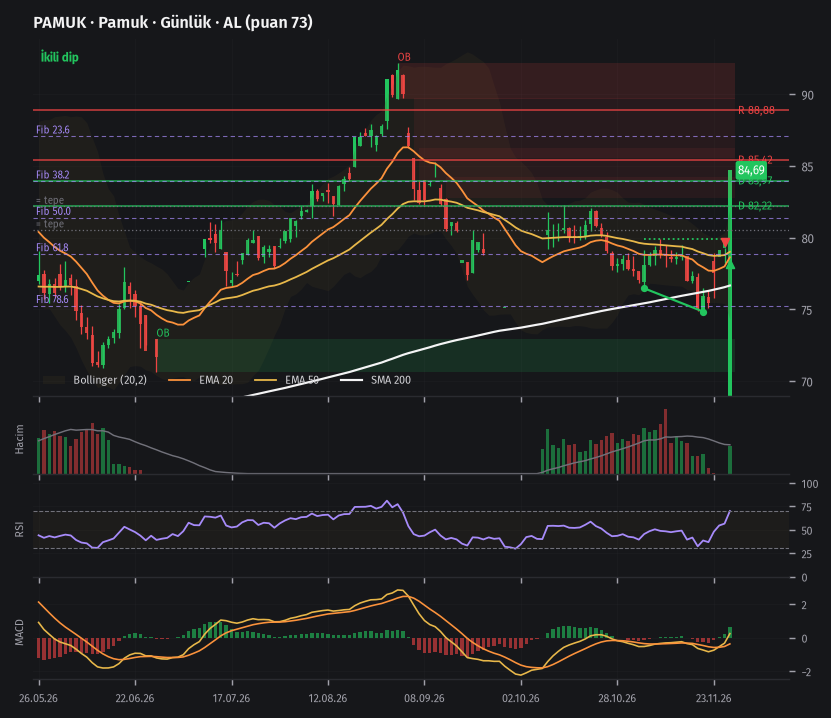 PAMUK · Pamuk · Günlük · AL (puan 73)
İkili dip
OB
90
R 88,88
Fib 23.6
R 85,42
85
84,69
Fib 38.2
D 83,97
= tepe
D 82,22
Fib 50.0
= tepe
80
Fib 61.8
Fib 78.6
75
OB
70
Bollinger (20,2)
EMA 20
EMA 50
SMA 200
Hacim
100
75
RSI
50
25
0
2
MACD
0
−2
26.05.26
22.06.26
17.07.26
12.08.26
08.09.26
02.10.26
28.10.26
23.11.26